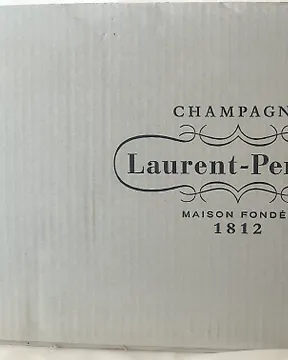 CHAMPAGN
Laurent-Per
MAISON FONDÉ
1812